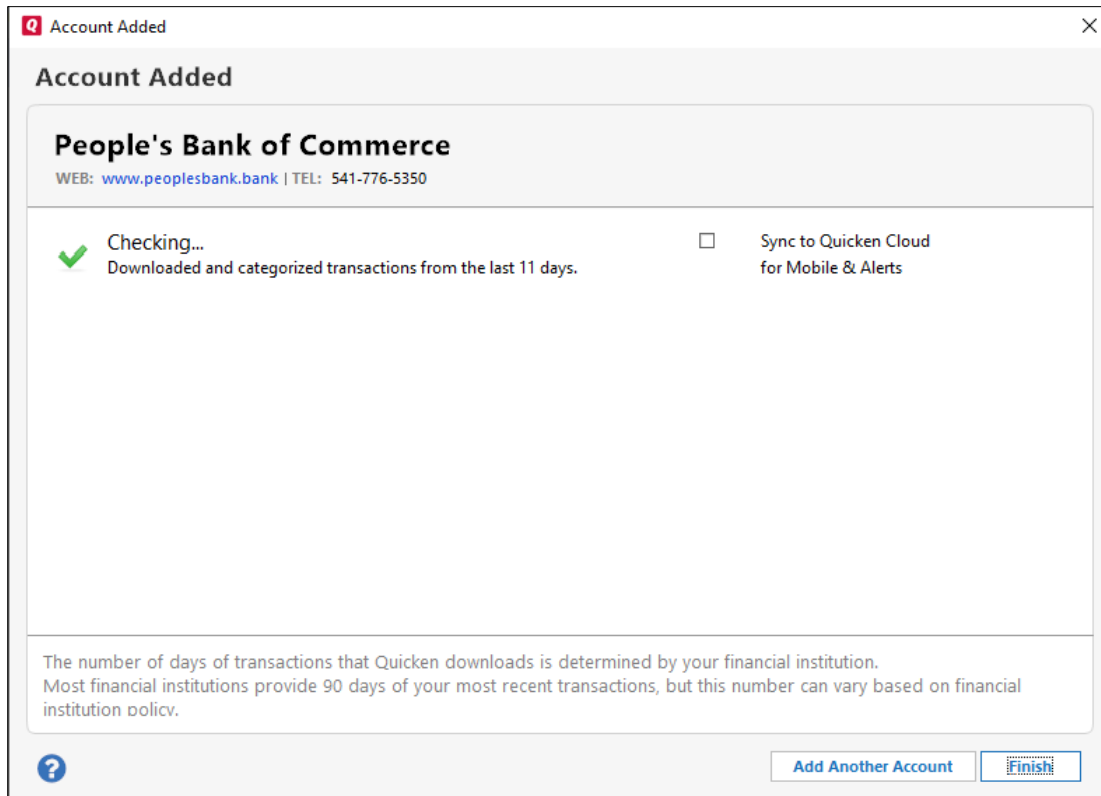 Account Added
Account Added
People's Bank of Commerce
WEB: www.peoplesbank.bank | TEL: 541-776-5350
Checking...
Downloaded and categorized transactions from the last 11 days.
Sync to Quicken Cloud
for Mobile & Alerts
The number of days of transactions that Quicken downloads is determined by your financial institution.
Most financial institutions provide 90 days of your most recent transactions, but this number can vary based on financial
institution policy.
Add Another Account
Finish